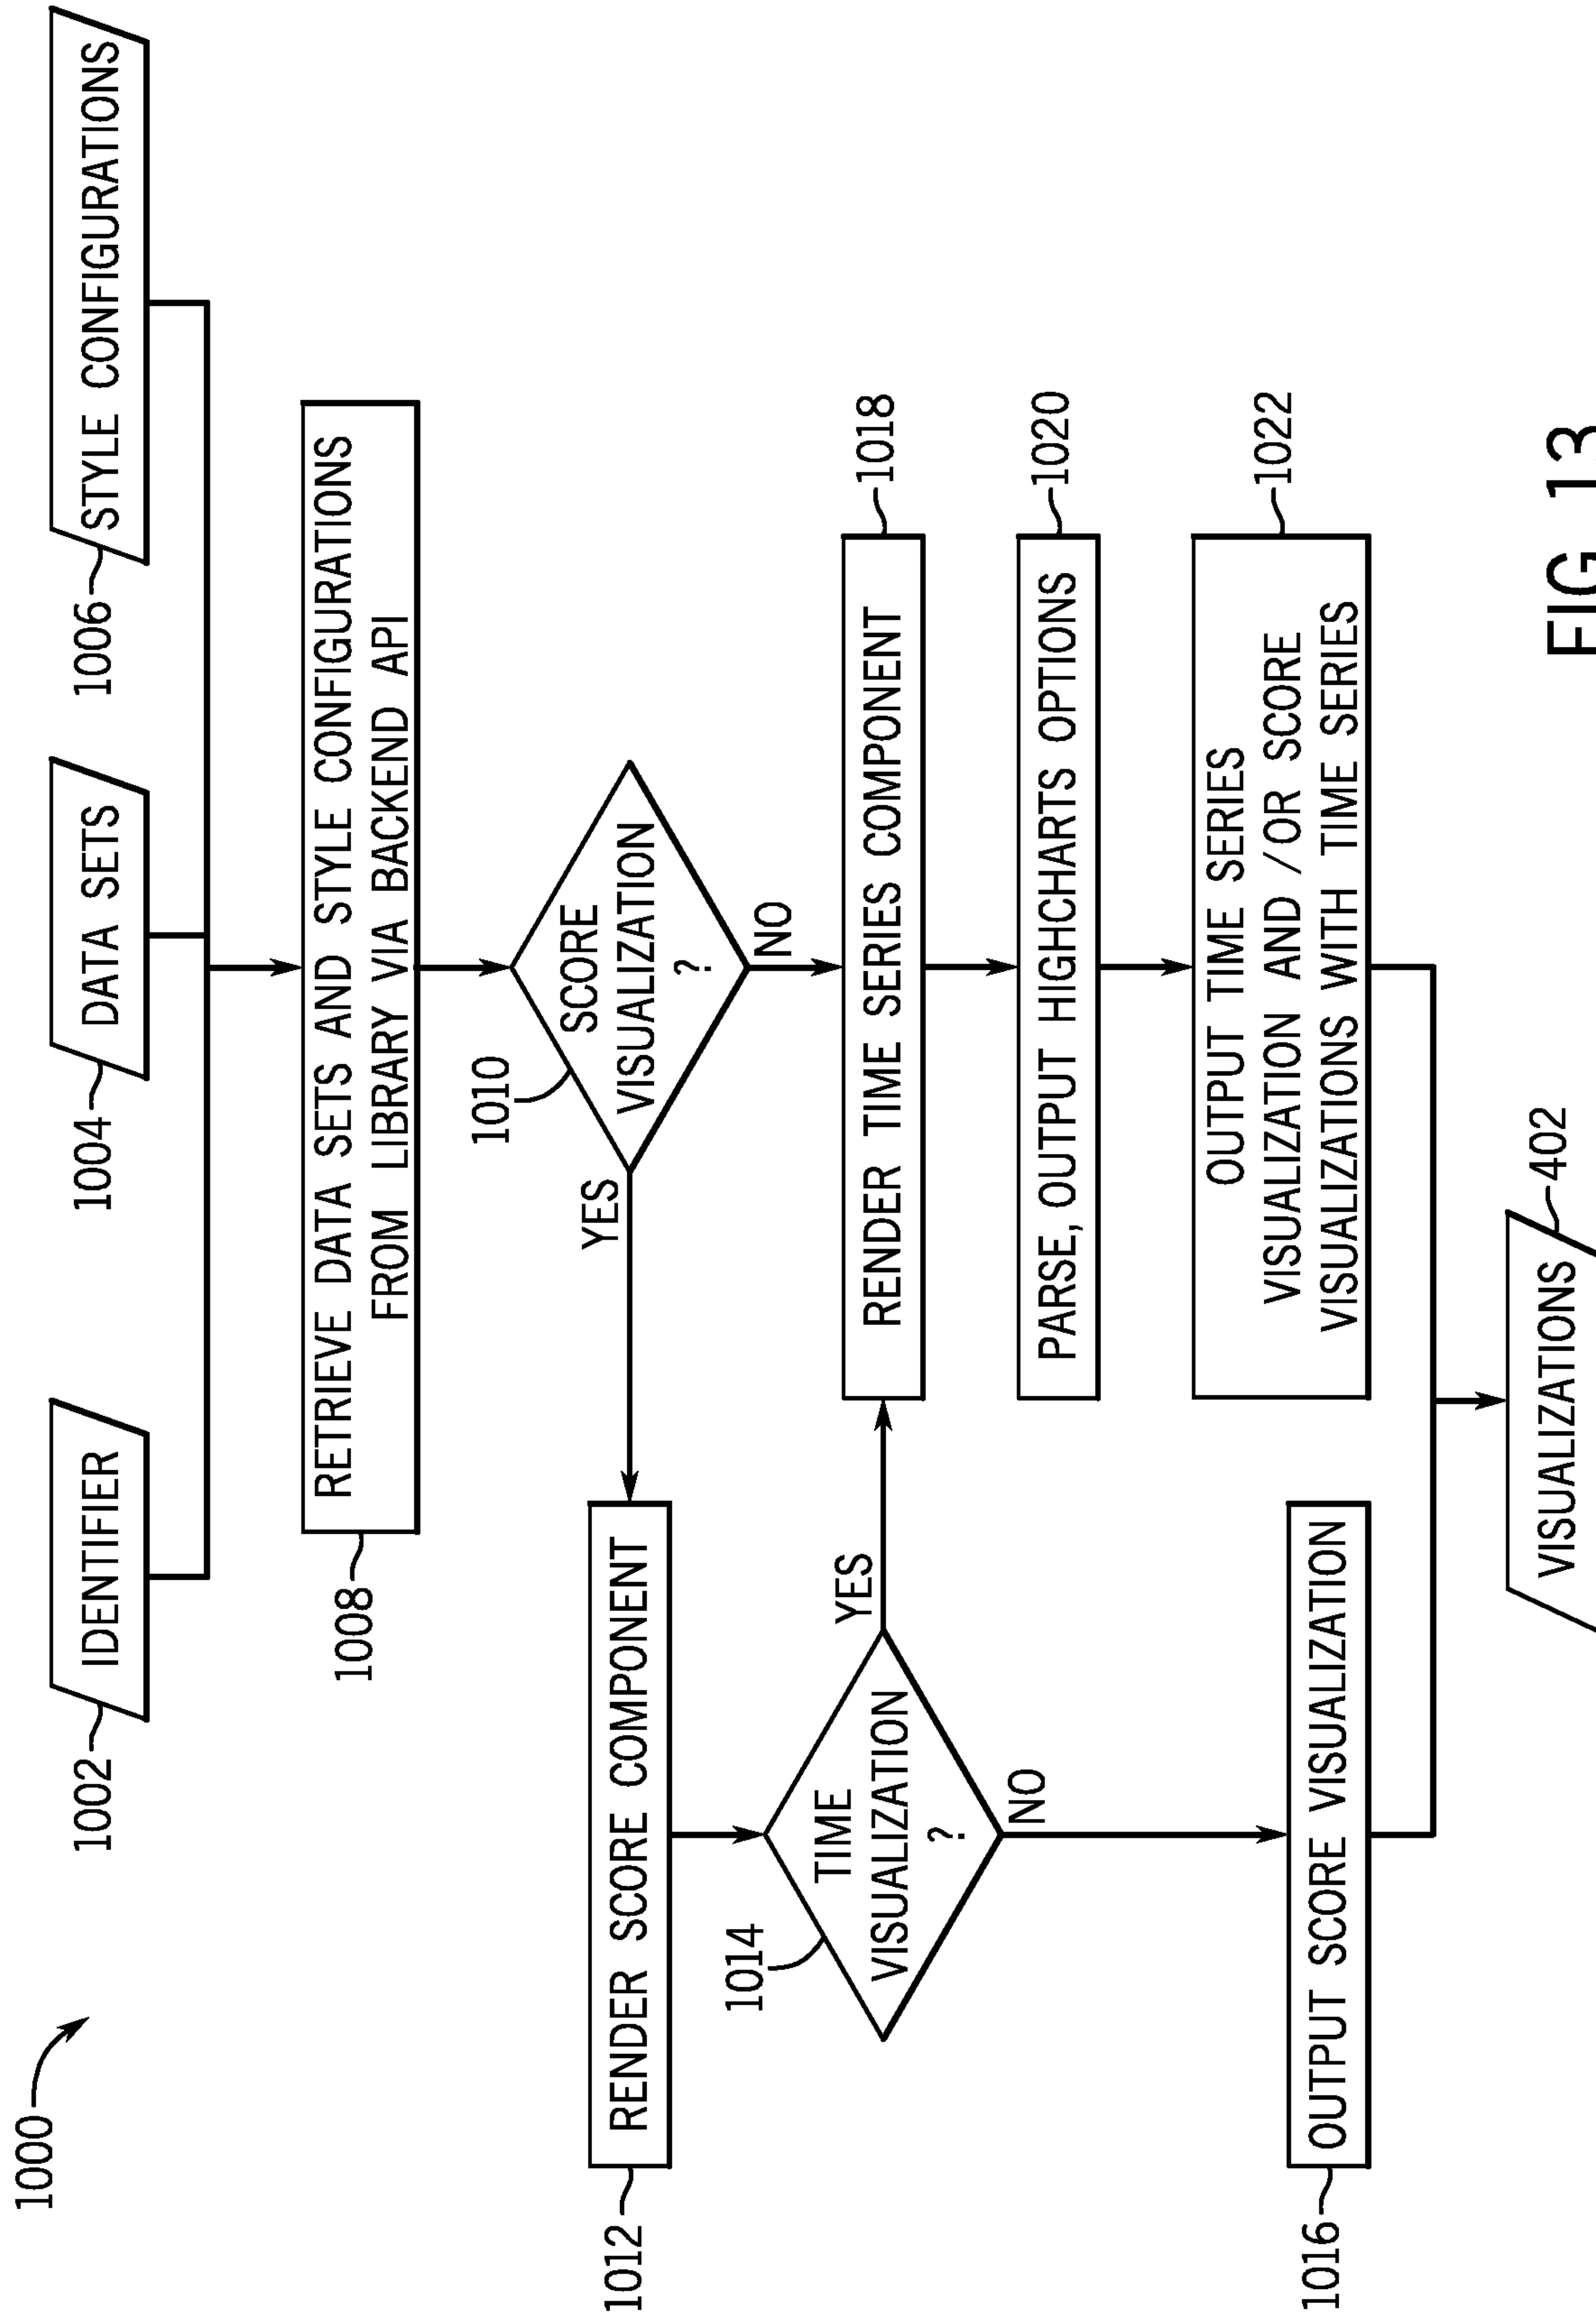 1000
1002
IDENTIFIER
1004
DATA SETS
1006
STYLE CONFIGURATIONS
1008
RETRIEVE DATA SETS AND STYLE CONFIGURATIONS
FROM LIBRARY VIA BACKEND API
1010
SCORE
VISUALIZATION
?
YES
NO
1012
RENDER SCORE COMPONENT
1014
TIME
VISUALIZATION
?
YES
NO
1018
RENDER TIME SERIES COMPONENT
1020
PARSE, OUTPUT HIGHCHARTS OPTIONS
1016
OUTPUT SCORE VISUALIZATION
1022
OUTPUT TIME SERIES
VISUALIZATION AND /OR SCORE
VISUALIZATIONS WITH TIME SERIES
VISUALIZATIONS
402
FIG. 13